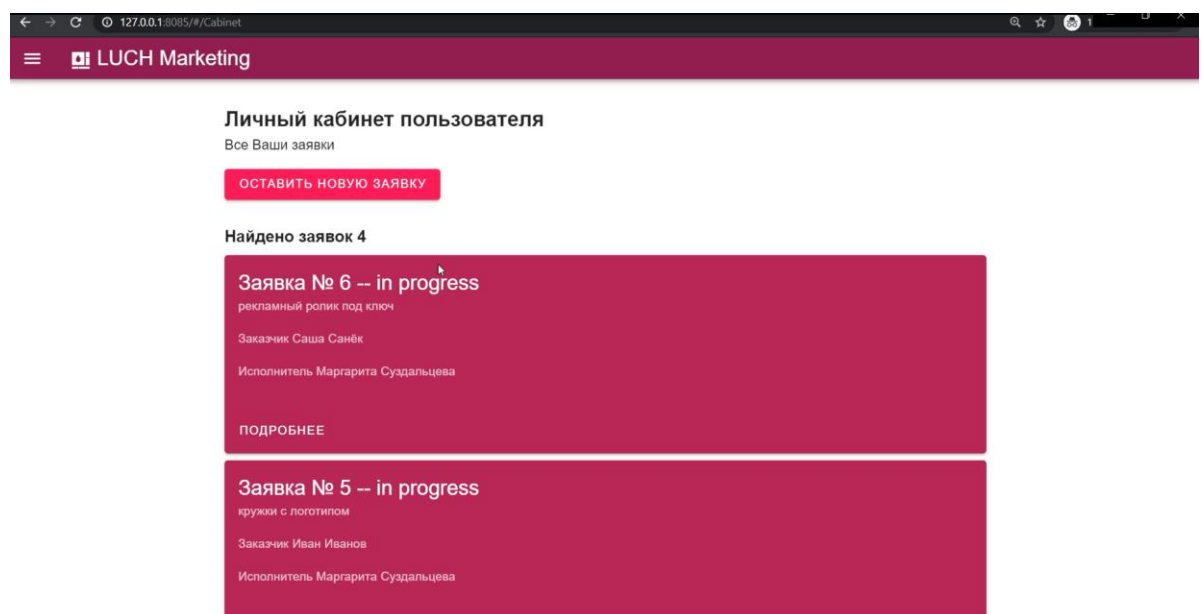 127.0.0.1:8085/#/Cabinet
1
LUCH Marketing
Личный кабинет пользователя
Все Ваши заявки
ОСТАВИТЬ НОВУЮ ЗАЯВКУ
Найдено заявок 4
Заявка № 6 -- in progress
рекламный ролик под ключ
Заказчик Саша Санёк
Исполнитель Маргарита Суздальцева
ПОДРОБНЕЕ
Заявка № 5 -- in progress
кружки с логотипом
Заказчик Иван Иванов
Исполнитель Маргарита Суздальцева